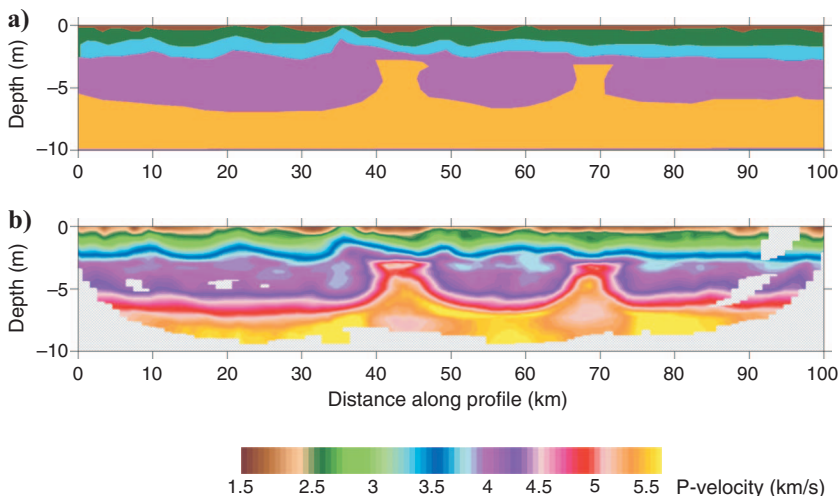 a)
Depth (m)
0
−5
−10
0 10 20 30 40 50 60 70 80 90 100
b)
Depth (m)
0
−5
−10
0 10 20 30 40 50 60 70 80 90 100
Distance along profile (km)
1.5 2.5 3 3.5 4 4.5 5 5.5 P-velocity (km/s)